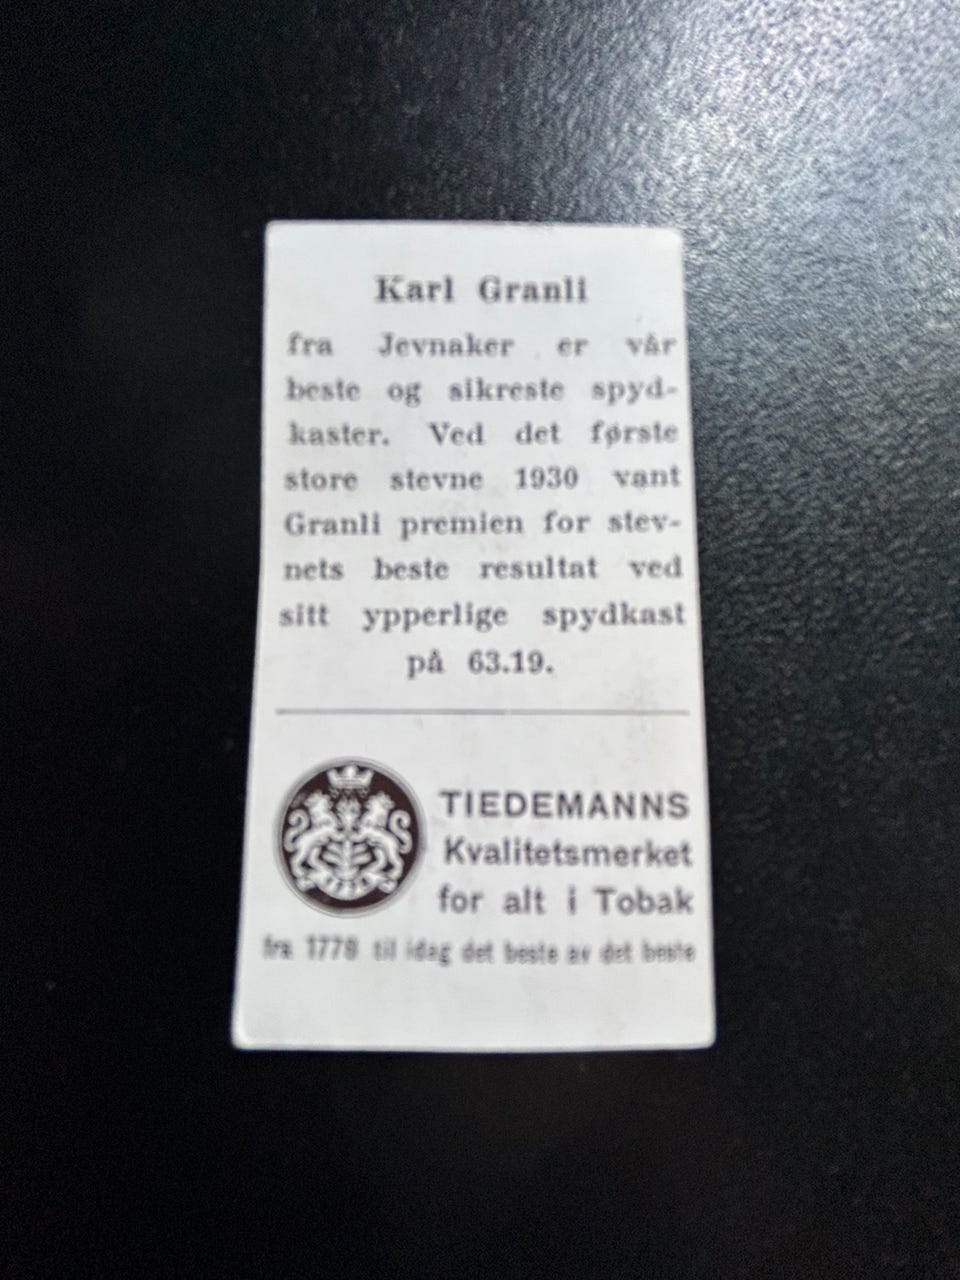 Karl Granli
fra Jevnaker er vår
beste og sikreste spyd-
kaster. Ved det første
store stevne 1930 vant
Granli premien for stev-
nets beste resultat ved
sitt ypperlige spydkast
på 63.19.
TIEDEMANNS
Kvalitetsmerket
for alt i Tobak
fra 1778 til idag det beste av det beste